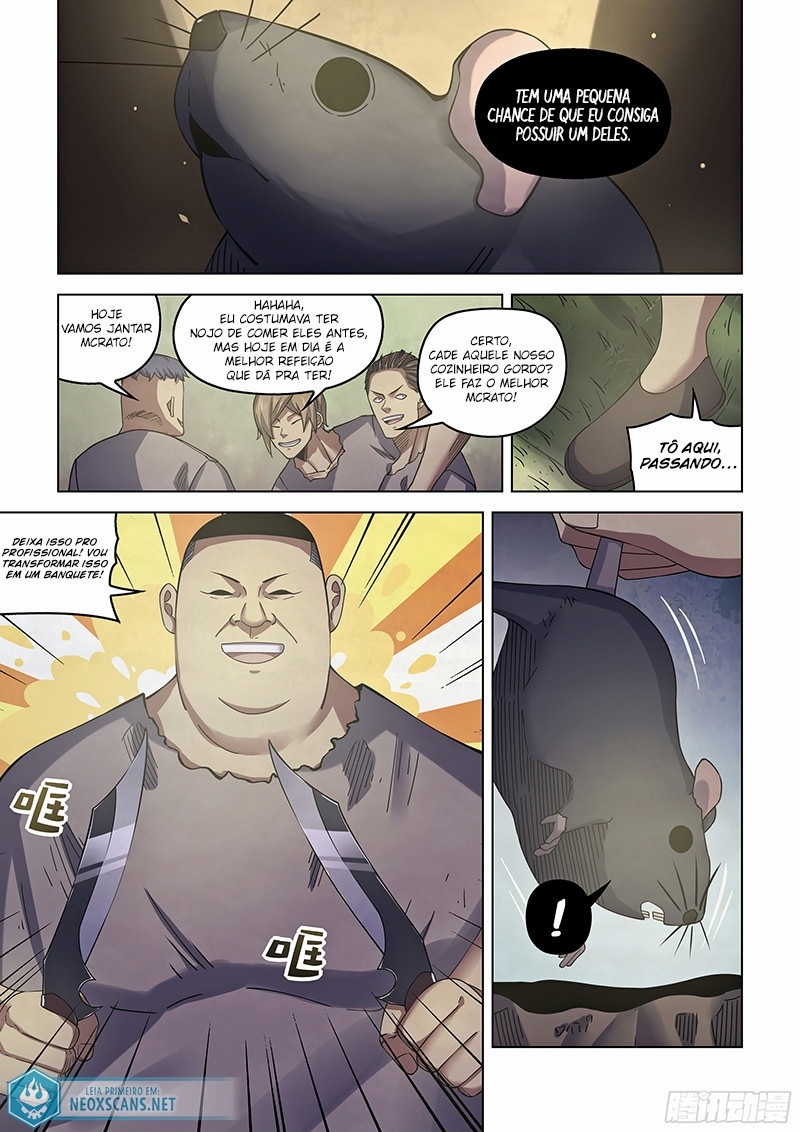 TEM UMA PEQUENA
CHANCE DE QUE EU CONSIGA
POSSUIR UM DELES.
HOJE
VAMOS JANTAR
MCRATO!
HAHAHA,
EU COSTUMAVA TER
NOJO DE COMER ELES ANTES,
MAS HOJE EM DIA É A
MELHOR REFEIÇÃO
QUE DÁ PRA TER!
CERTO,
CADE AQUELE NOSSO
COZINHEIRO GORDO?
ELE FAZ O MELHOR
MCRATO!
TÔ AQUI,
PASSANDO...
DEIXA ISSO PRO
PROFISSIONAL! VOU
TRANSFORMAR ISSO
EM UM BANQUETE!
哐
哐
!
LEIA PRIMEIRO EM:
NEOXSCANS.NET
腾讯动漫